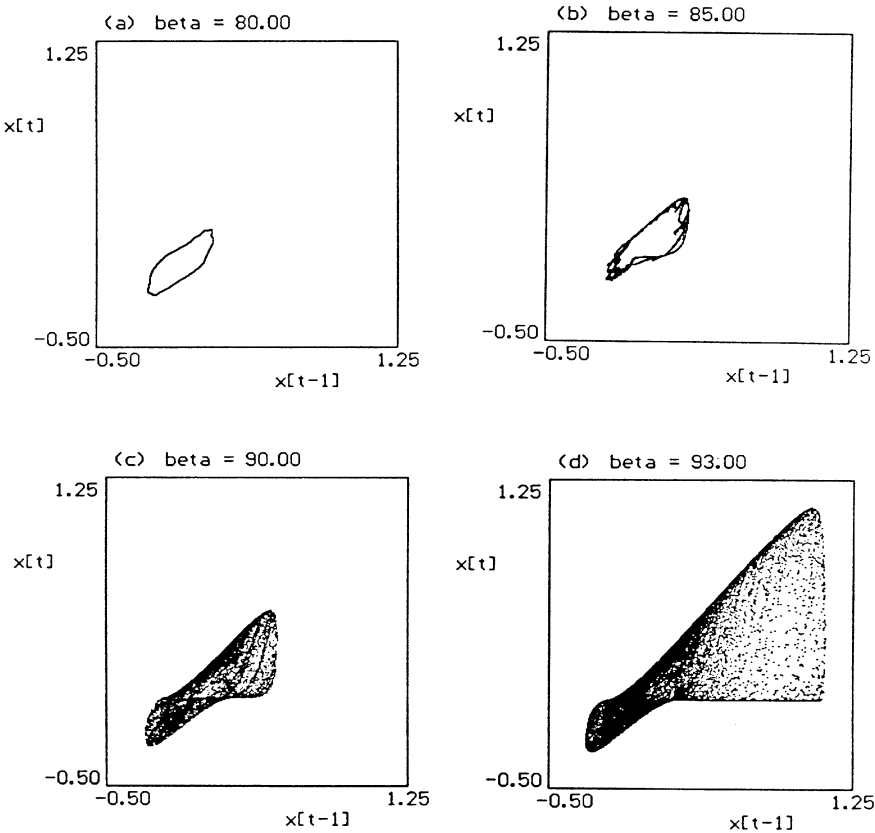 (a) beta = 80.00
1.25
x[t]
-0.50
-0.50 1.25
x[t-1]
(b) beta = 85.00
1.25
x[t]
-0.50
-0.50 1.25
x[t-1]
(c) beta = 90.00
1.25
x[t]
-0.50
-0.50 1.25
x[t-1]
(d) beta = 93.00
1.25
x[t]
-0.50
-0.50 1.25
x[t-1]